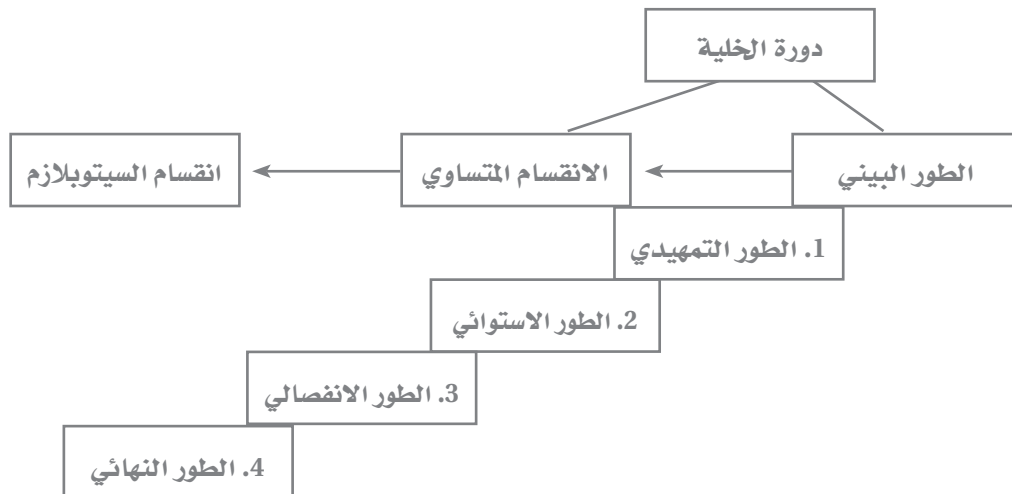 دورة الخلية
الطور البيني
الانقسام المتساوي
انقسام السيتوبلازم
1. الطور التمهيدي
2. الطور الاستوائي
3. الطور الانفصالي
4. الطور النهائي